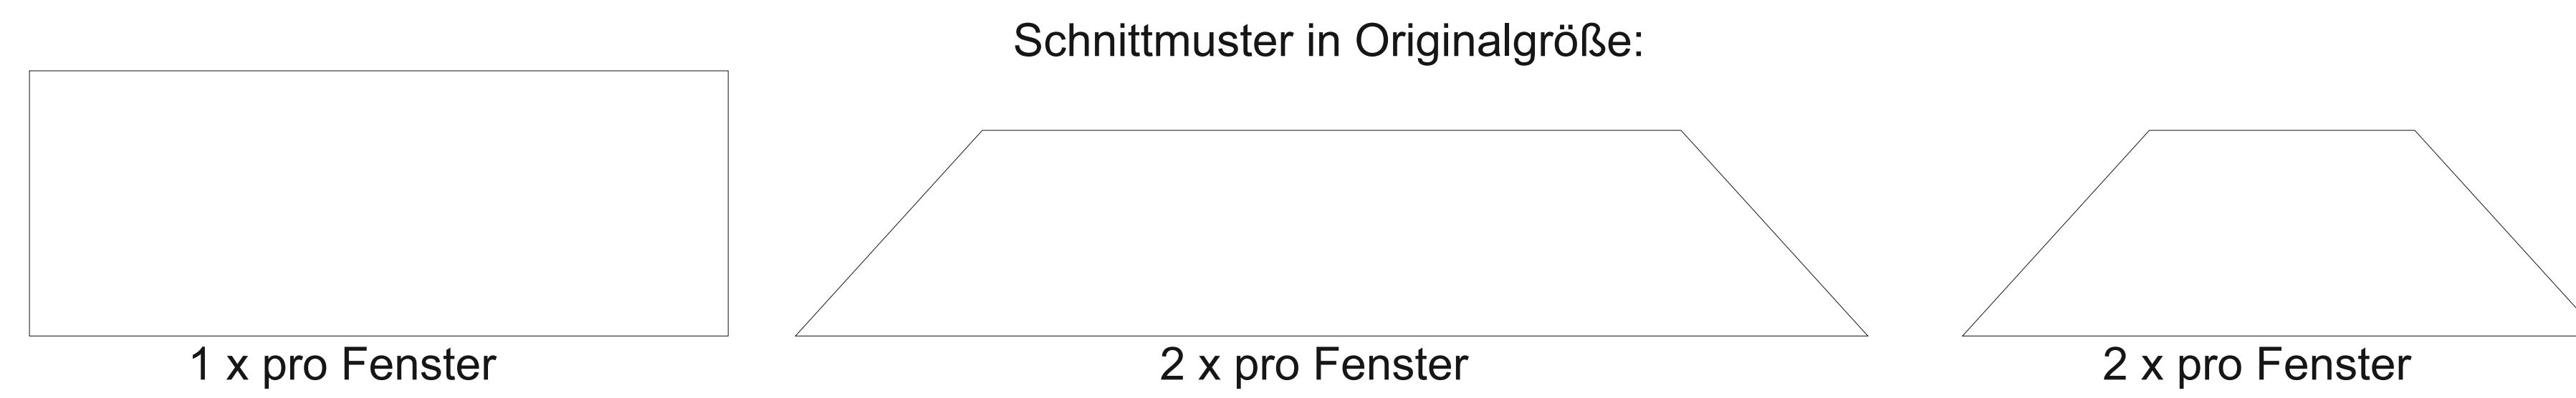 Schnittmuster in Originalgröße:
1 x pro Fenster
2 x pro Fenster
2 x pro Fenster